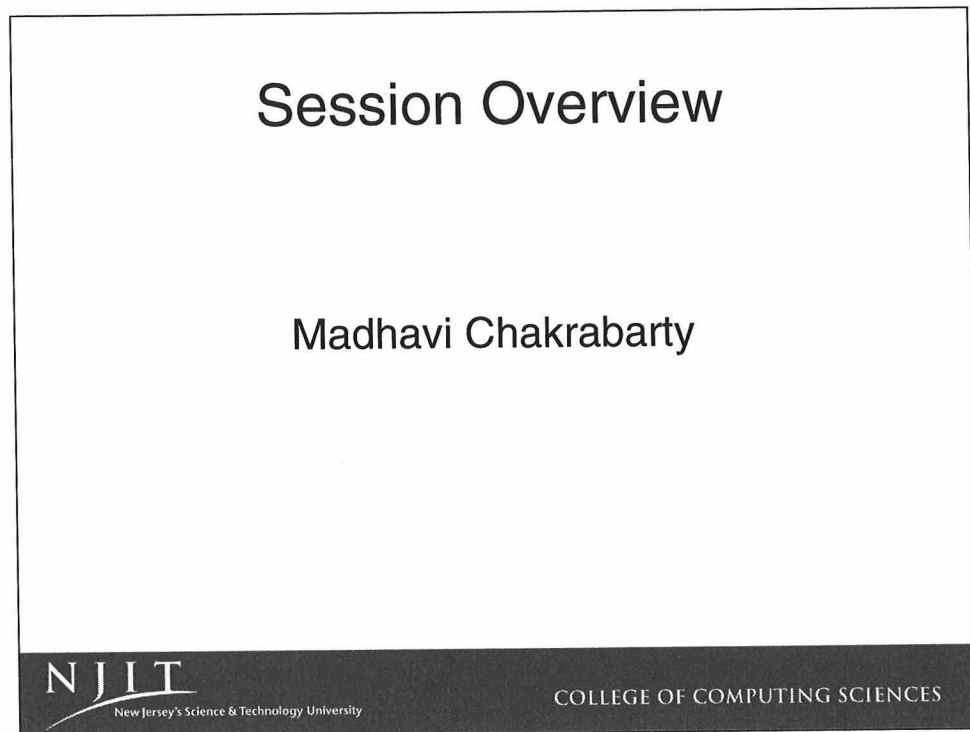 Session Overview
Madhavi Chakrabarty
NJIT
New Jersey's Science & Technology University
COLLEGE OF COMPUTING SCIENCES